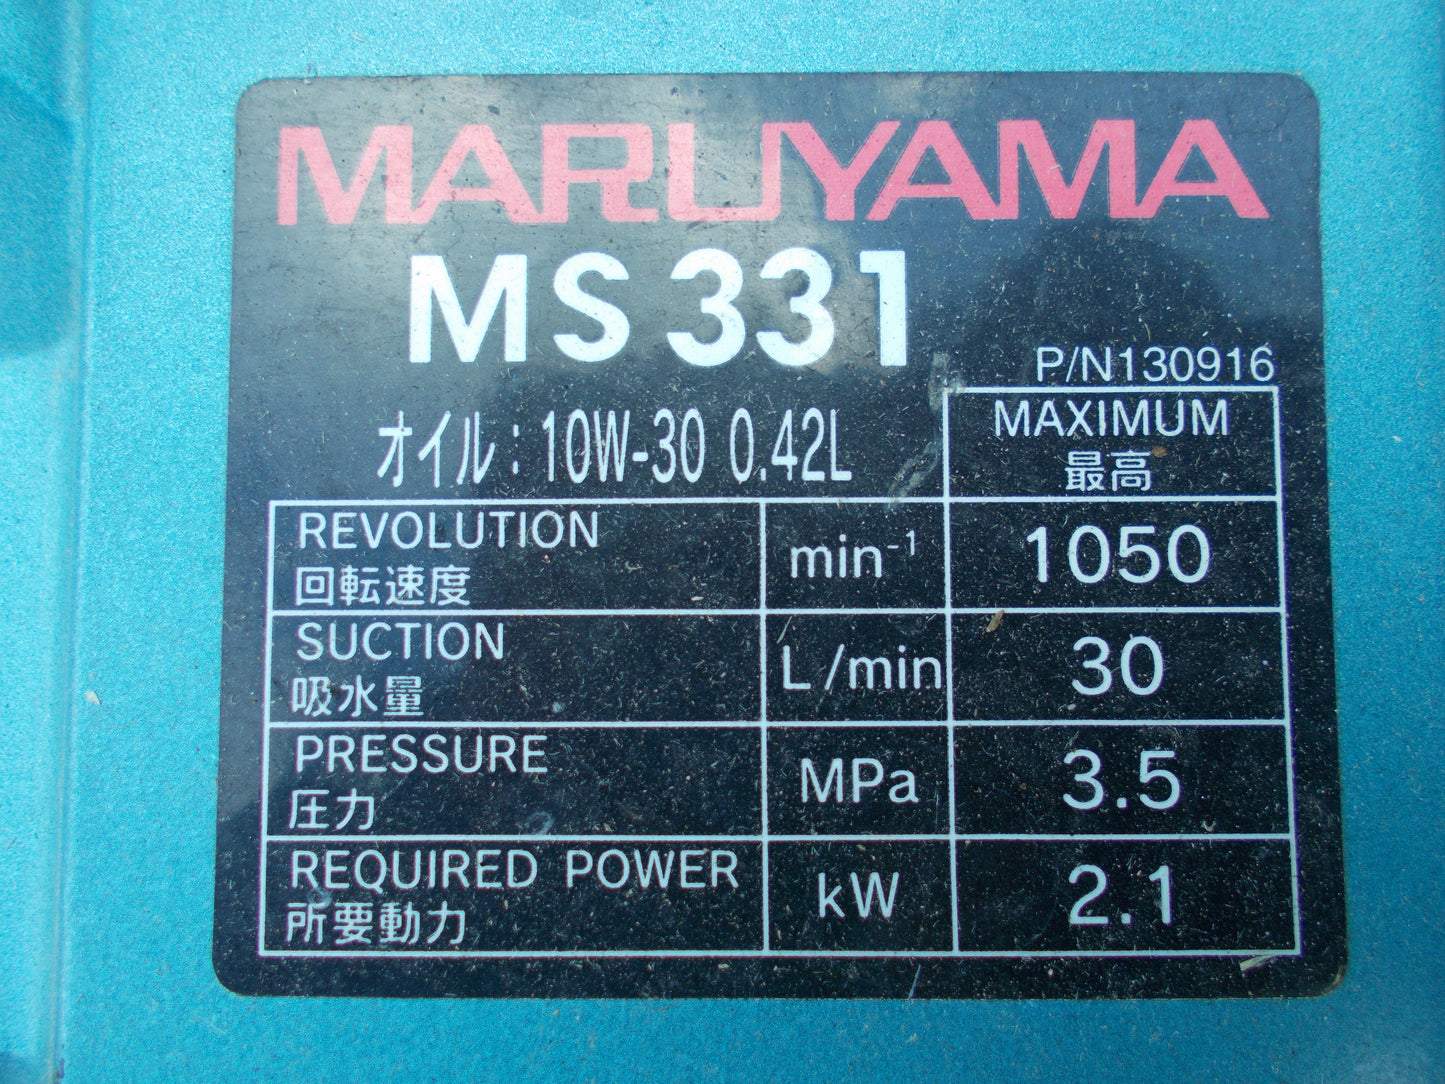 MARUYAMA
MS 331
P/N130916
オイル：10W-30 0.42L
MAXIMUM
最高
REVOLUTION min⁻¹ 1050
回転速度
SUCTION L/min 30
吸水量
PRESSURE MPa 3.5
圧力
REQUIRED POWER kW 2.1
所要動力